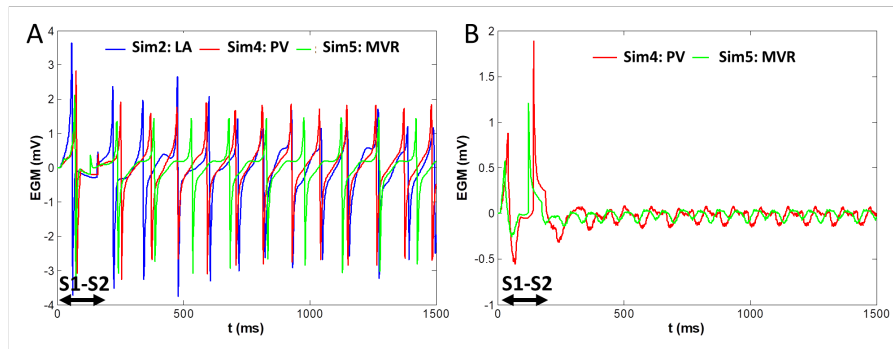 A
B
Sim2: LA
Sim4: PV
Sim5: MVR
Sim4: PV
Sim5: MVR
EGM (mV)
4
3
2
1
0
-1
-2
-3
-4
S1-S2
0
500
1000
1500
t (ms)
EGM (mV)
2
1.5
1
0.5
0
-0.5
-1
S1-S2
0
500
1000
1500
t (ms)